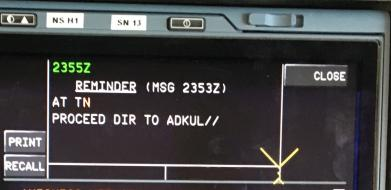 NS H1
SN 13
2355Z
REMINDER (MSG 2353Z)
CLOSE
AT TN
PROCEED DIR TO ADKUL//
PRINT
RECALL